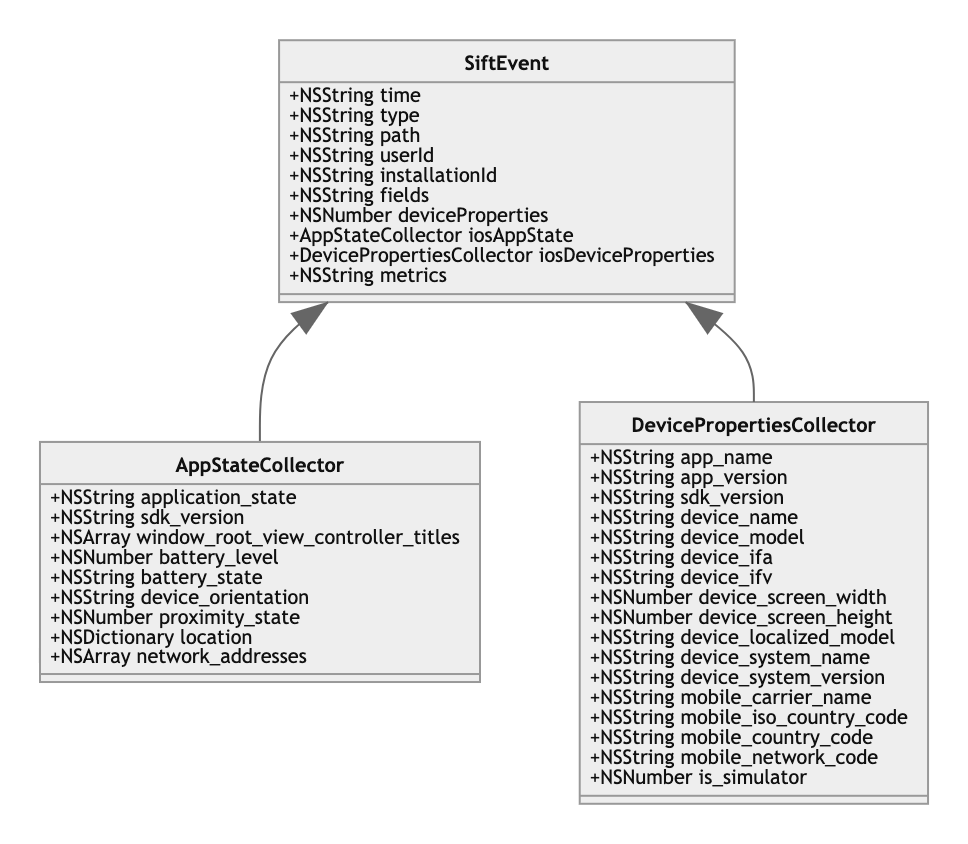 SiftEvent
+NSString time
+NSString type
+NSString path
+NSString userId
+NSString installationId
+NSString fields
+NSNumber deviceProperties
+AppStateCollector iosAppState
+DevicePropertiesCollector iosDeviceProperties
+NSString metrics
AppStateCollector
+NSString application_state
+NSString sdk_version
+NSArray window_root_view_controller_titles
+NSNumber battery_level
+NSString battery_state
+NSString device_orientation
+NSNumber proximity_state
+NSDictionary location
+NSArray network_addresses
DevicePropertiesCollector
+NSString app_name
+NSString app_version
+NSString sdk_version
+NSString device_name
+NSString device_model
+NSString device_ifa
+NSString device_ifv
+NSNumber device_screen_width
+NSNumber device_screen_height
+NSString device_localized_model
+NSString device_system_name
+NSString device_system_version
+NSString mobile_carrier_name
+NSString mobile_iso_country_code
+NSString mobile_country_code
+NSString mobile_network_code
+NSNumber is_simulator